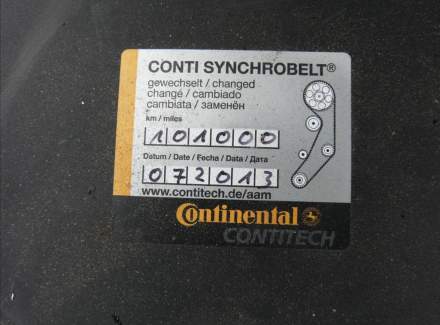 CONTI SYNCHROBELT®
gewechselt / changed
changé / cambiado
cambiata / заменён
km / miles
101000
Datum / Date / Fecha / Data / Дата
072013
www.contitech.de/aam
Continental
CONTITECH